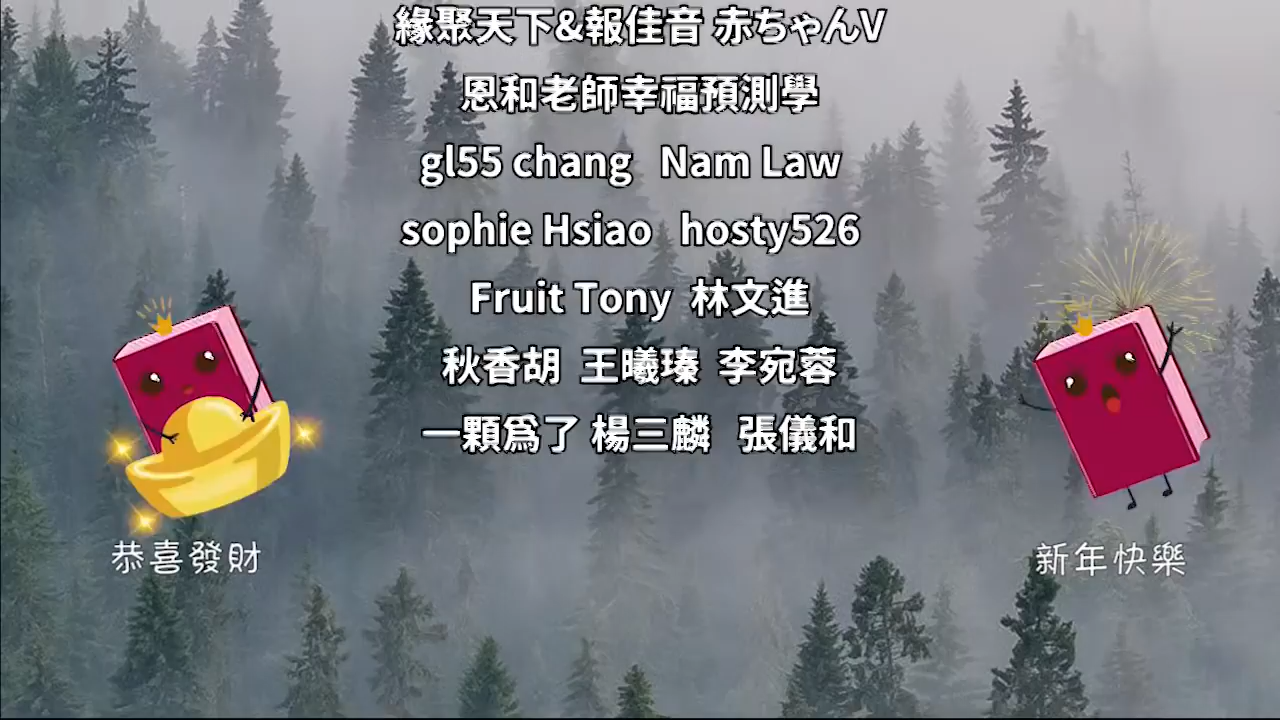 緣聚天下&報佳音 赤ちゃんV
恩和老師幸福預測學
gl55 chang Nam Law
sophie Hsiao hosty526
Fruit Tony 林文進
秋香胡 王曦瑧 李宛蓉
一顆爲了 楊三麟 張儀和
恭喜發財
新年快樂